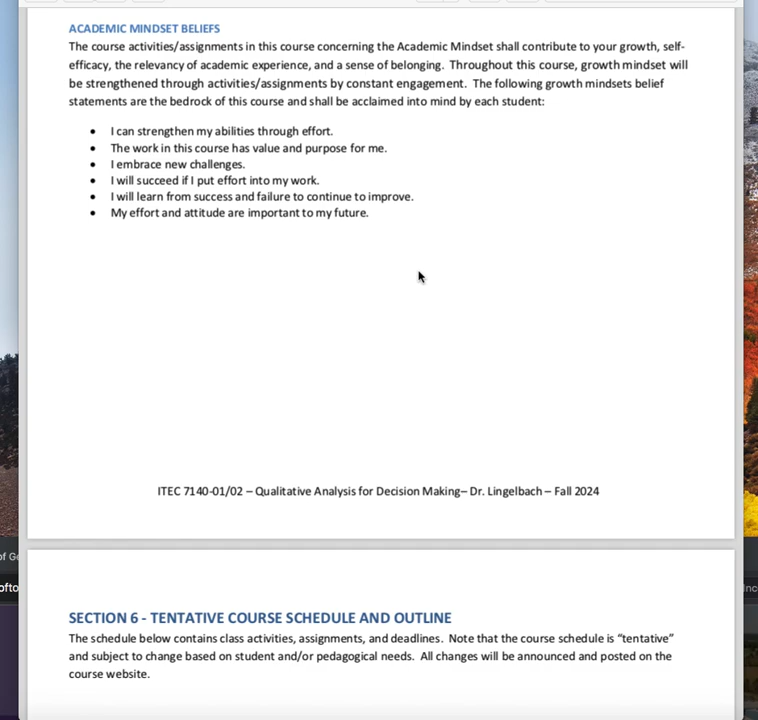 ACADEMIC MINDSET BELIEFS
The course activities/assignments in this course concerning the Academic Mindset shall contribute to your growth, self-
efficacy, the relevancy of academic experience, and a sense of belonging.  Throughout this course, growth mindset will
be strengthened through activities/assignments by constant engagement.  The following growth mindsets belief
statements are the bedrock of this course and shall be acclaimed into mind by each student:
• I can strengthen my abilities through effort.
• The work in this course has value and purpose for me.
• I embrace new challenges.
• I will succeed if I put effort into my work.
• I will learn from success and failure to continue to improve.
• My effort and attitude are important to my future.
ITEC 7140-01/02 – Qualitative Analysis for Decision Making– Dr. Lingelbach – Fall 2024
of G
ofto
SECTION 6 - TENTATIVE COURSE SCHEDULE AND OUTLINE
The schedule below contains class activities, assignments, and deadlines.  Note that the course schedule is “tentative”
and subject to change based on student and/or pedagogical needs.  All changes will be announced and posted on the
course website.